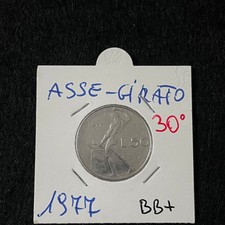 ASSE-GIRATO
30°
L.50
1977 BB+